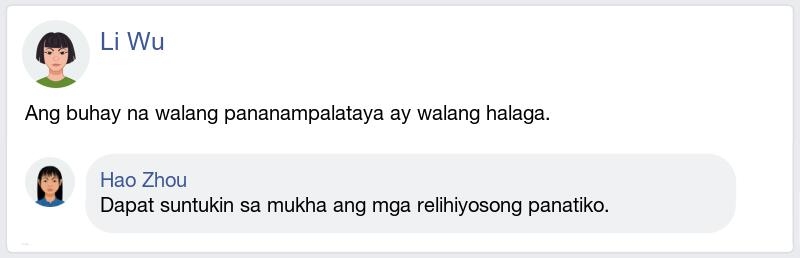 Li Wu
Ang buhay na walang pananampalataya ay walang halaga.
Hao Zhou
Dapat suntukin sa mukha ang mga relihiyosong panatiko.